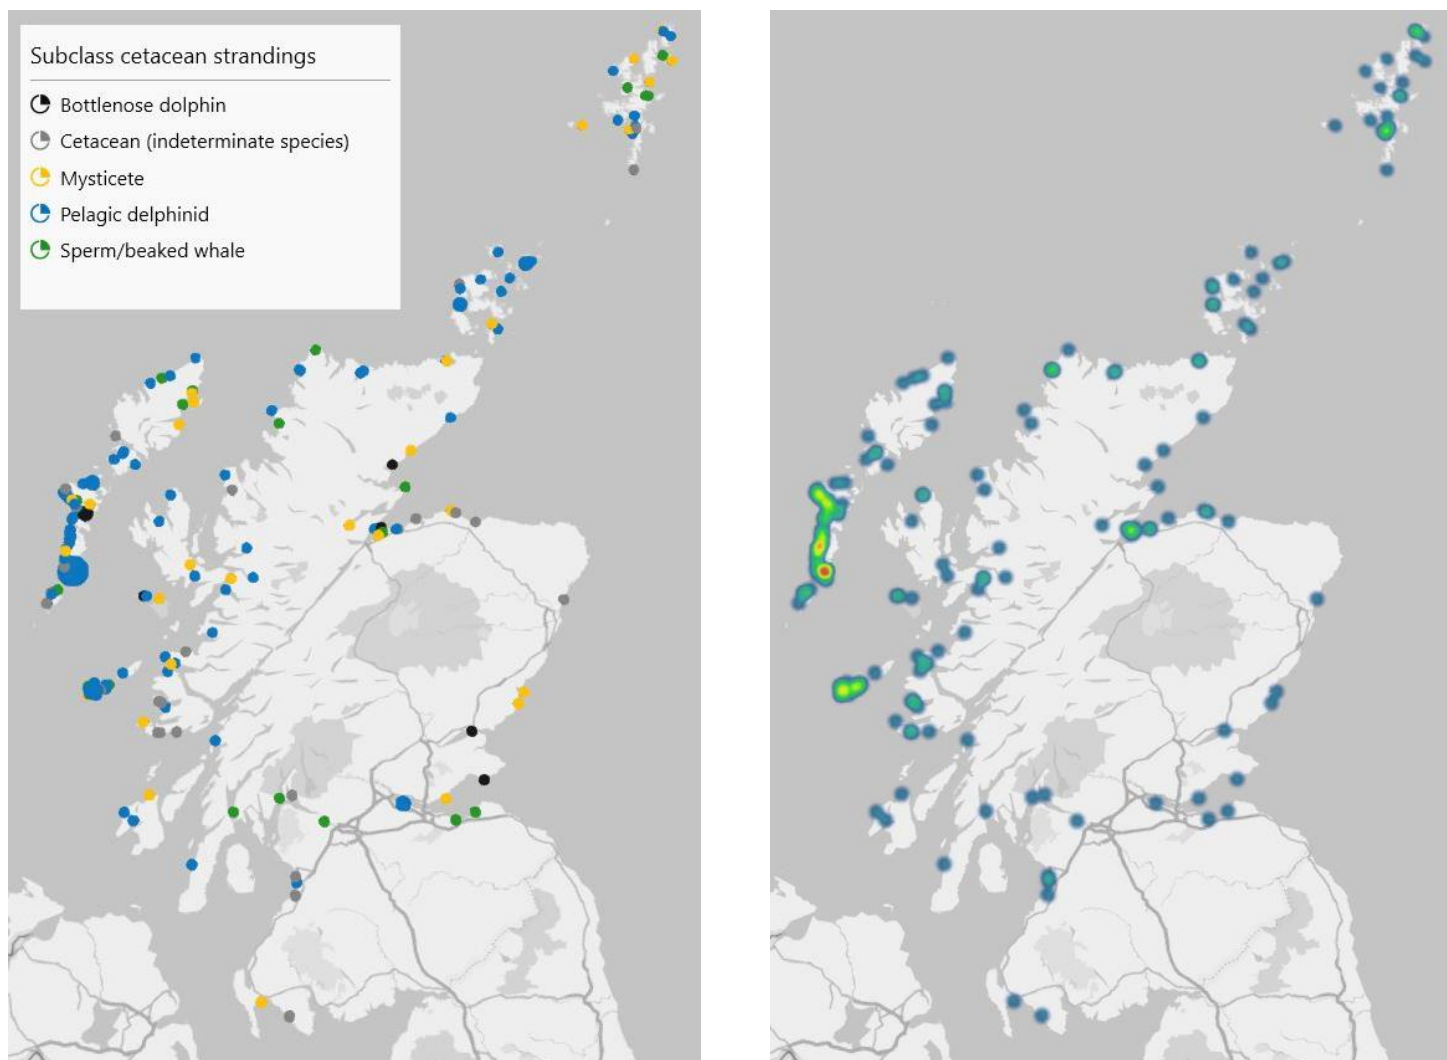 Subclass cetacean strandings
Bottlenose dolphin
Cetacean (indeterminate species)
Mysticete
Pelagic delphinid
Sperm/beaked whale